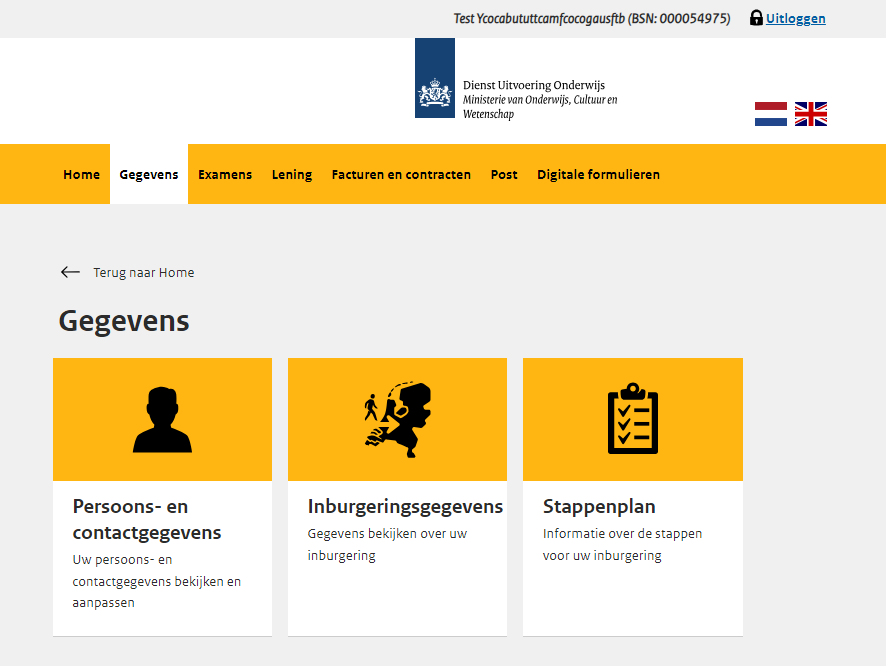 Test Ycocabututtcamfcocogausftb (BSN: 000054975)
Uitloggen
Dienst Uitvoering Onderwijs
Ministerie van Onderwijs, Cultuur en
Wetenschap
Home Gegevens Examens Lening Facturen en contracten Post Digitale formulieren
Terug naar Home
Gegevens
Persoons- en
contactgegevens
Uw persoons- en
contactgegevens bekijken en
aanpassen
Inburgeringsgegevens
Gegevens bekijken over uw
inburgering
Stappenplan
Informatie over de stappen
voor uw inburgering